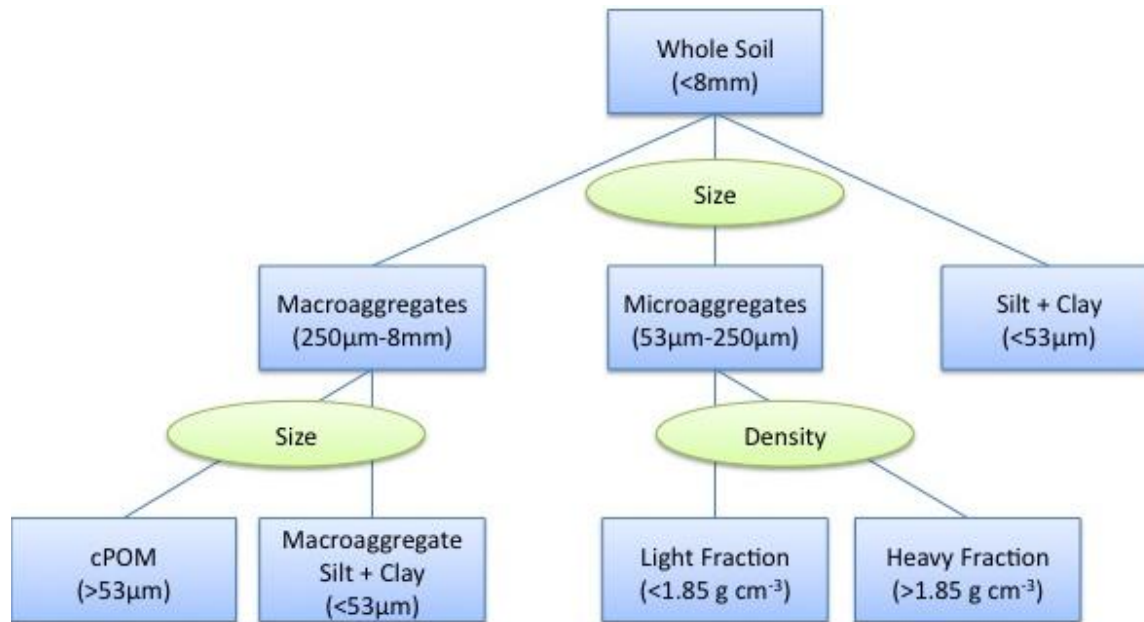 Whole Soil
(<8mm)
Size
Macroaggregates
(250μm-8mm)
Microaggregates
(53μm-250μm)
Silt + Clay
(<53μm)
Size
Density
cPOM
(>53μm)
Macroaggregate
Silt + Clay
(<53μm)
Light Fraction
(<1.85 g cm⁻³)
Heavy Fraction
(>1.85 g cm⁻³)